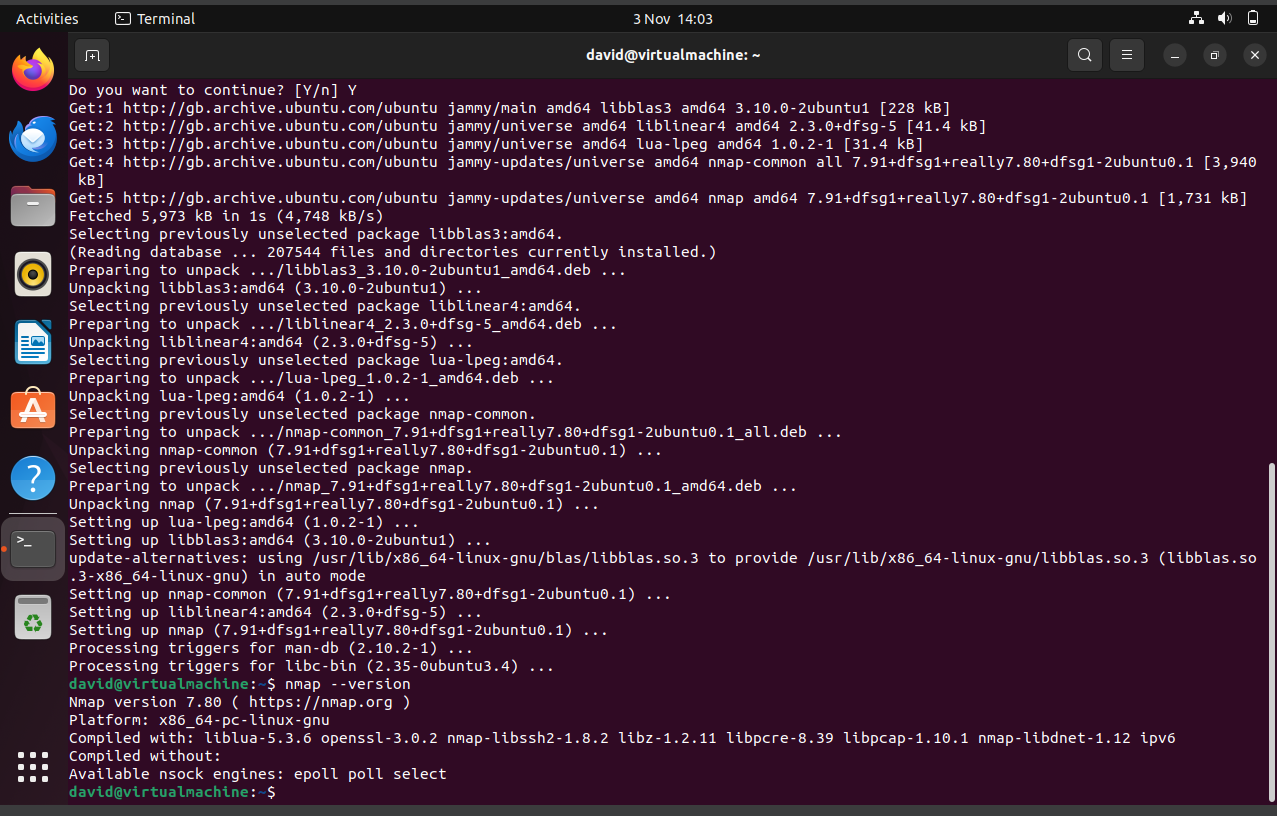 Activities
Terminal
3 Nov 14:03
david@virtualmachine: ~
Do you want to continue? [Y/n] Y
Get:1 http://gb.archive.ubuntu.com/ubuntu jammy/main amd64 libblas3 amd64 3.10.0-2ubuntu1 [228 kB]
Get:2 http://gb.archive.ubuntu.com/ubuntu jammy/universe amd64 liblinear4 amd64 2.3.0+dfsg-5 [41.4 kB]
Get:3 http://gb.archive.ubuntu.com/ubuntu jammy/universe amd64 lua-lpeg amd64 1.0.2-1 [31.4 kB]
Get:4 http://gb.archive.ubuntu.com/ubuntu jammy-updates/universe amd64 nmap-common all 7.91+dfsg1+really7.80+dfsg1-2ubuntu0.1 [3,940
 kB]
Get:5 http://gb.archive.ubuntu.com/ubuntu jammy-updates/universe amd64 nmap amd64 7.91+dfsg1+really7.80+dfsg1-2ubuntu0.1 [1,731 kB]
Fetched 5,973 kB in 1s (4,748 kB/s)
Selecting previously unselected package libblas3:amd64.
(Reading database ... 207544 files and directories currently installed.)
Preparing to unpack .../libblas3_3.10.0-2ubuntu1_amd64.deb ...
Unpacking libblas3:amd64 (3.10.0-2ubuntu1) ...
Selecting previously unselected package liblinear4:amd64.
Preparing to unpack .../liblinear4_2.3.0+dfsg-5_amd64.deb ...
Unpacking liblinear4:amd64 (2.3.0+dfsg-5) ...
Selecting previously unselected package lua-lpeg:amd64.
Preparing to unpack .../lua-lpeg_1.0.2-1_amd64.deb ...
Unpacking lua-lpeg:amd64 (1.0.2-1) ...
Selecting previously unselected package nmap-common.
Preparing to unpack .../nmap-common_7.91+dfsg1+really7.80+dfsg1-2ubuntu0.1_all.deb ...
Unpacking nmap-common (7.91+dfsg1+really7.80+dfsg1-2ubuntu0.1) ...
Selecting previously unselected package nmap.
Preparing to unpack .../nmap_7.91+dfsg1+really7.80+dfsg1-2ubuntu0.1_amd64.deb ...
Unpacking nmap (7.91+dfsg1+really7.80+dfsg1-2ubuntu0.1) ...
Setting up lua-lpeg:amd64 (1.0.2-1) ...
Setting up libblas3:amd64 (3.10.0-2ubuntu1) ...
update-alternatives: using /usr/lib/x86_64-linux-gnu/blas/libblas.so.3 to provide /usr/lib/x86_64-linux-gnu/libblas.so.3 (libblas.so
.3-x86_64-linux-gnu) in auto mode
Setting up nmap-common (7.91+dfsg1+really7.80+dfsg1-2ubuntu0.1) ...
Setting up liblinear4:amd64 (2.3.0+dfsg-5) ...
Setting up nmap (7.91+dfsg1+really7.80+dfsg1-2ubuntu0.1) ...
Processing triggers for man-db (2.10.2-1) ...
Processing triggers for libc-bin (2.35-0ubuntu3.4) ...
david@virtualmachine:~$ nmap --version
Nmap version 7.80 ( https://nmap.org )
Platform: x86_64-pc-linux-gnu
Compiled with: liblua-5.3.6 openssl-3.0.2 nmap-libssh2-1.8.2 libz-1.2.11 libpcre-8.39 libpcap-1.10.1 nmap-libdnet-1.12 ipv6
Compiled without:
Available nsock engines: epoll poll select
david@virtualmachine:~$